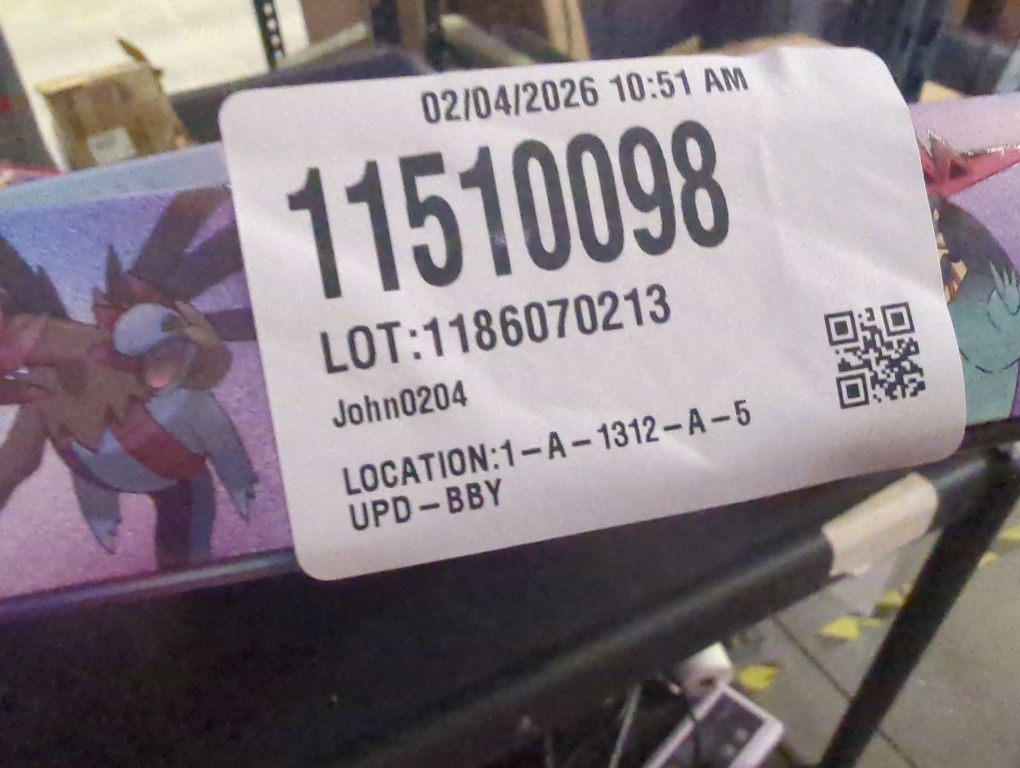 02/04/2026 10:51 AM
11510098
LOT:1186070213
John0204
LOCATION:1-A-1312-A-5
UPD-BBY